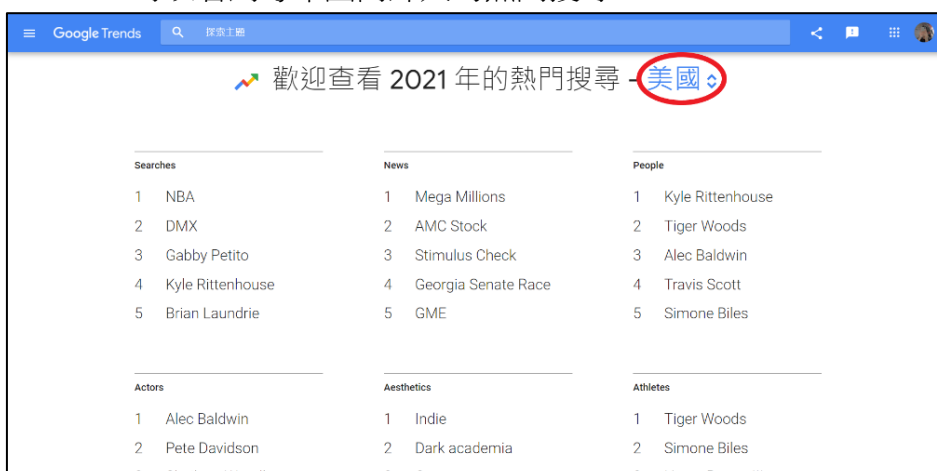 Google Trends
探索主題
歡迎查看 2021 年的熱門搜尋 - 美國
Searches
1 NBA
2 DMX
3 Gabby Petito
4 Kyle Rittenhouse
5 Brian Laundrie
News
1 Mega Millions
2 AMC Stock
3 Stimulus Check
4 Georgia Senate Race
5 GME
People
1 Kyle Rittenhouse
2 Tiger Woods
3 Alec Baldwin
4 Travis Scott
5 Simone Biles
Actors
1 Alec Baldwin
2 Pete Davidson
Aesthetics
1 Indie
2 Dark academia
Athletes
1 Tiger Woods
2 Simone Biles